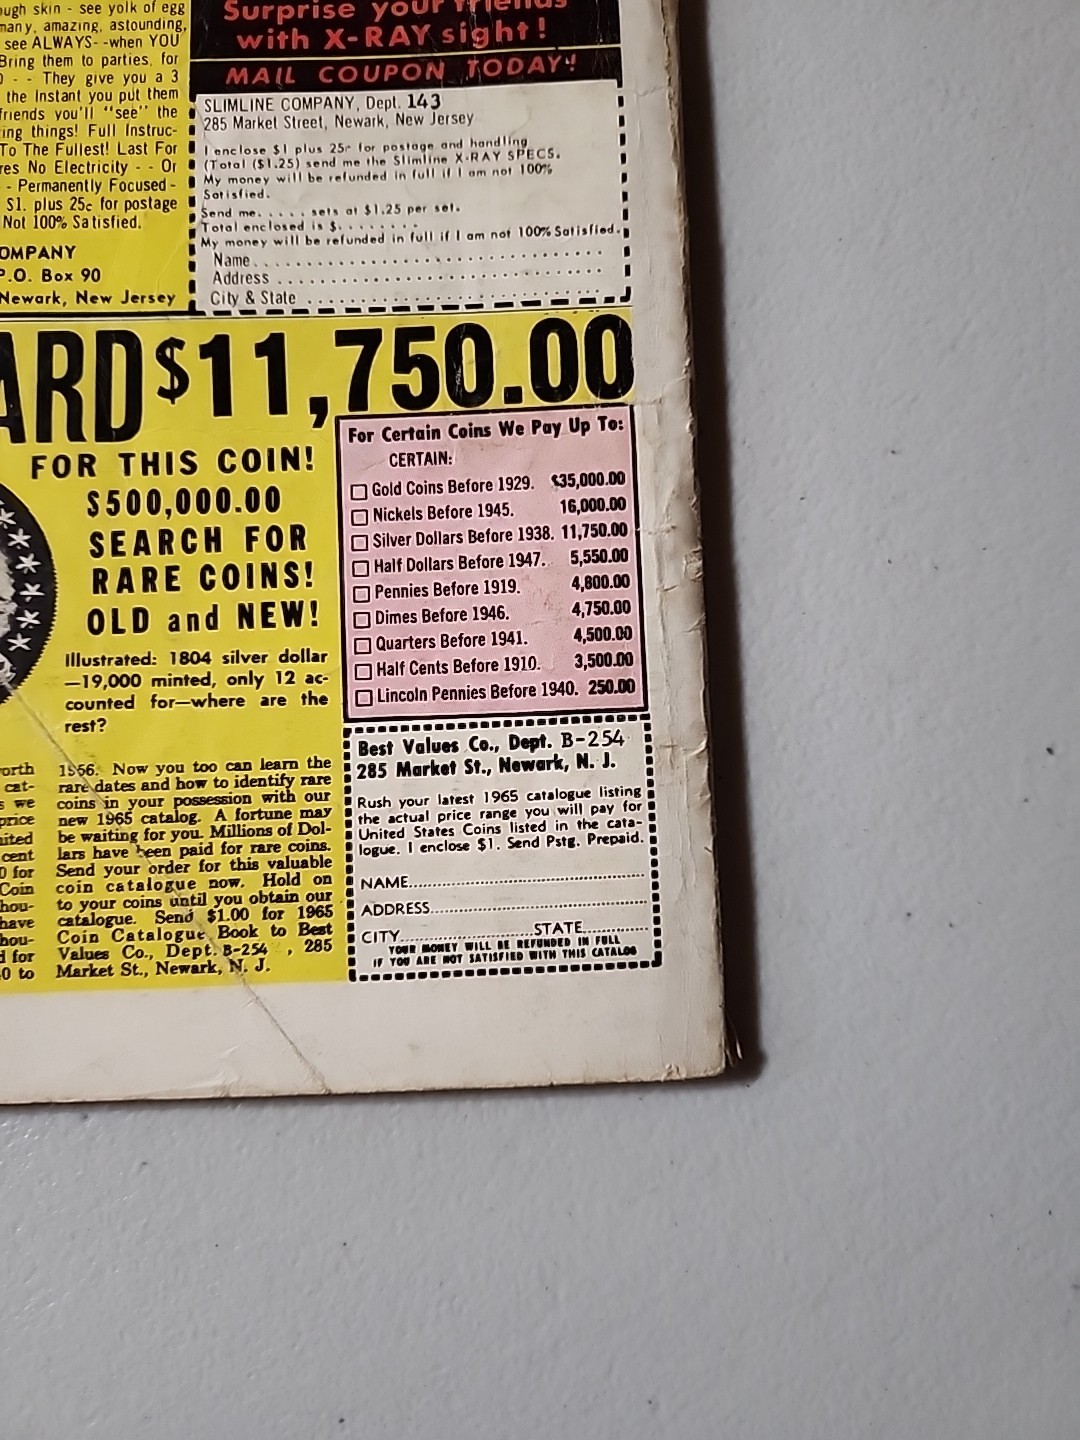 ough skin - see yolk of egg
many, amazing, astounding,
see ALWAYS- -when YOU
Bring them to parties, for
- - They give you a 3
the Instant you put them
friends you'll "see" the
ing things! Full Instruc-
To The Fullest! Last For
res No Electricity - - Or
- Permanently Focused -
$1. plus 25c for postage
Not 100% Satisfied.
OMPANY
P.O. Box 90
Newark, New Jersey
Surprise your friends
with X-RAY sight!
MAIL COUPON TODAY!
SLIMLINE COMPANY, Dept. 143
285 Market Street, Newark, New Jersey
I enclose $1 plus 25c for postage and handling
(Total ($1.25) send me the Slimline X-RAY SPECS.
My money will be refunded in full if I am not 100%
Satisfied.
Send me..... sets at $1.25 per set.
Total enclosed is $........
My money will be refunded in full if I am not 100% Satisfied.
Name
Address
City & State
ARD $11,750.00
FOR THIS COIN!
$500,000.00
SEARCH FOR
RARE COINS!
OLD and NEW!
Illustrated: 1804 silver dollar
—19,000 minted, only 12 ac-
counted for—where are the
rest?
For Certain Coins We Pay Up To:
CERTAIN:
Gold Coins Before 1929. $35,000.00
Nickels Before 1945. 16,000.00
Silver Dollars Before 1938. 11,750.00
Half Dollars Before 1947. 5,550.00
Pennies Before 1919. 4,800.00
Dimes Before 1946. 4,750.00
Quarters Before 1941. 4,500.00
Half Cents Before 1910. 3,500.00
Lincoln Pennies Before 1940. 250.00
orth
cat-
s we
price
nited
cent
0 for
Coin
hou-
have
hou-
d for
0 to
1956. Now you too can learn the
rare dates and how to identify rare
coins in your possession with our
new 1965 catalog. A fortune may
be waiting for you. Millions of Dol-
lars have been paid for rare coins.
Send your order for this valuable
coin catalogue now. Hold on
to your coins until you obtain our
catalogue. Send $1.00 for 1965
Coin Catalogue Book to Best
Values Co., Dept. B-254 , 285
Market St., Newark, N. J.
Best Values Co., Dept. B-254
285 Market St., Newark, N. J.
Rush your latest 1965 catalogue listing
the actual price range you will pay for
United States Coins listed in the cata-
logue. I enclose $1. Send Pstg. Prepaid.
NAME
ADDRESS
CITY STATE
YOUR MONEY WILL BE REFUNDED IN FULL
IF YOU ARE NOT SATISFIED WITH THIS CATALOG